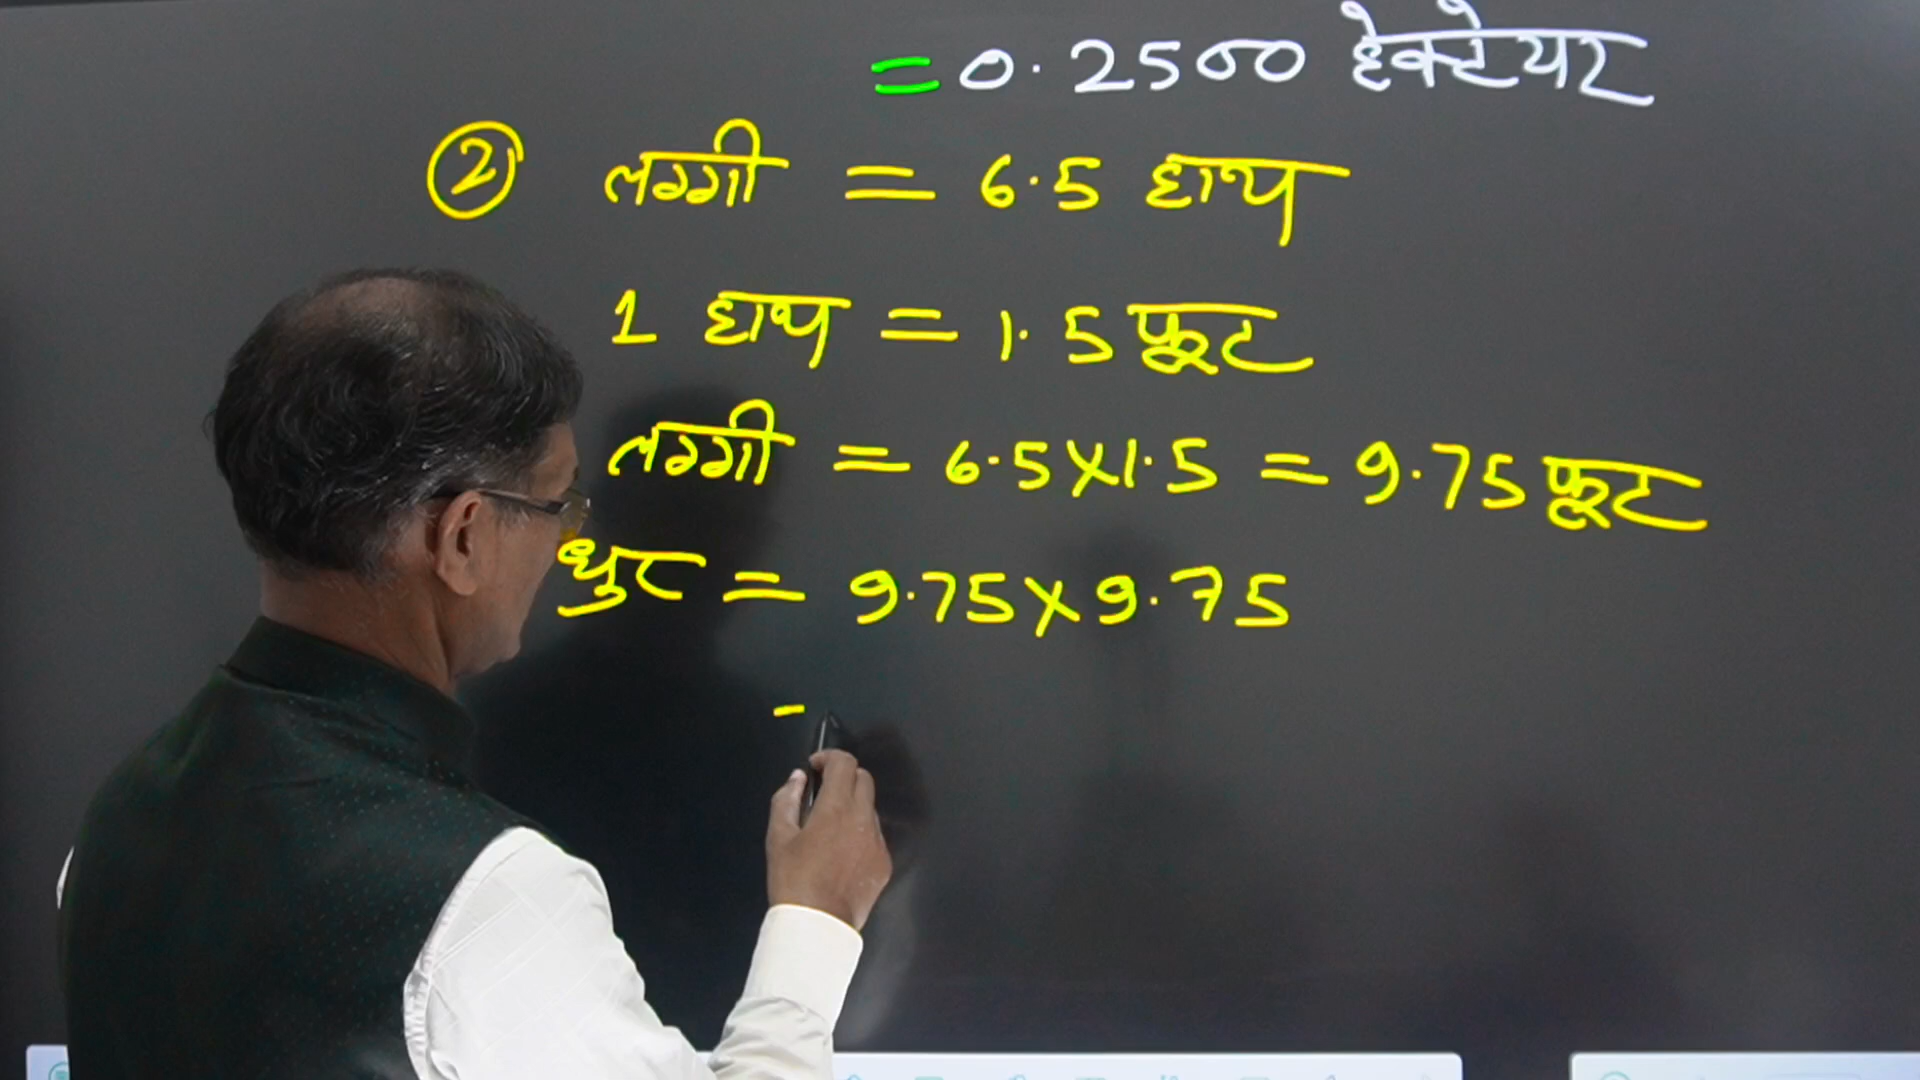 = 0.2500 हेक्टेयर
② लग्गी = 6.5 हाथ
1 हाथ = 1.5 फूट
लग्गी = 6.5×1.5 = 9.75 फूट
धुर = 9.75×9.75
-